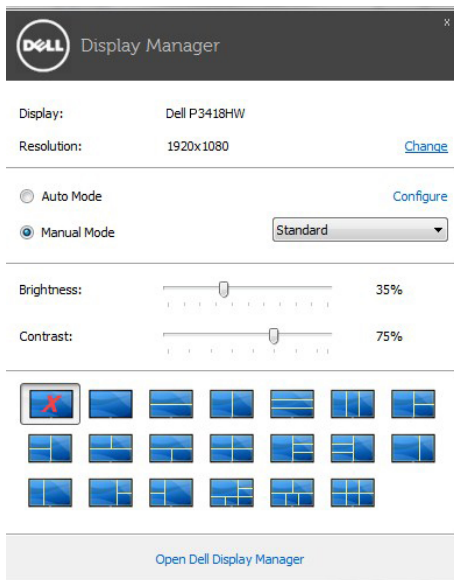 DELL Display Manager x
Display: Dell P3418HW
Resolution: 1920x1080 Change
Auto Mode Configure
Manual Mode Standard
Brightness: 35%
Contrast: 75%
X
Open Dell Display Manager